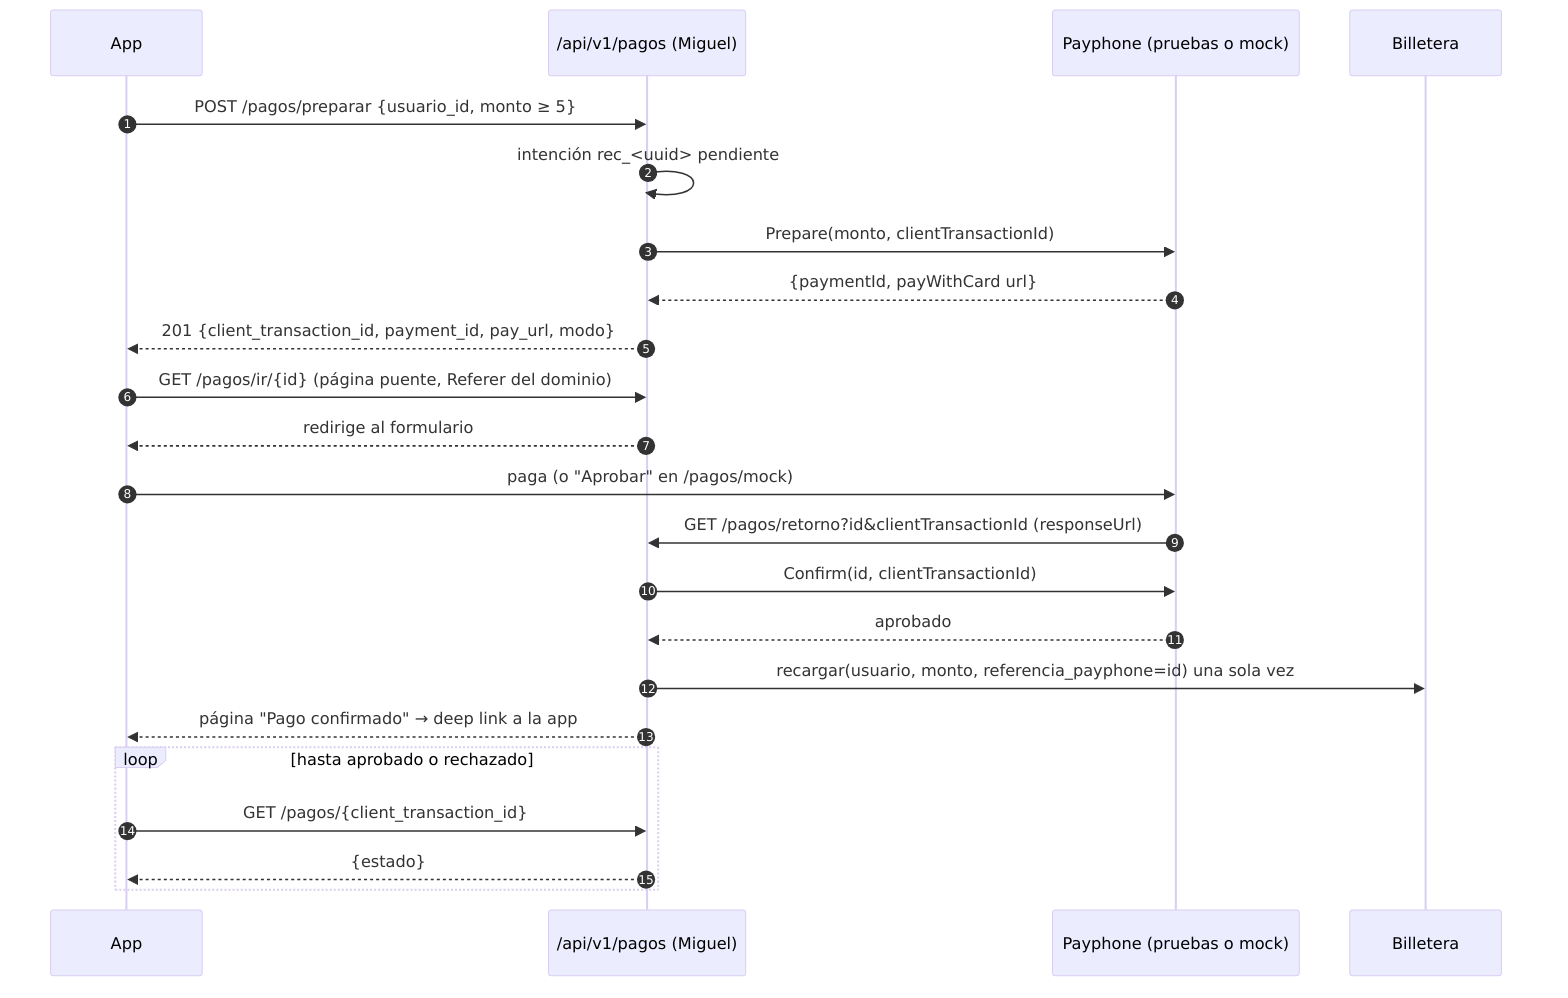 App
/api/v1/pagos (Miguel)
Payphone (pruebas o mock)
Billetera
POST /pagos/preparar {usuario_id, monto ≥ 5}
1
intención rec_<uuid> pendiente
2
Prepare(monto, clientTransactionId)
3
{paymentId, payWithCard url}
4
201 {client_transaction_id, payment_id, pay_url, modo}
5
GET /pagos/ir/{id} (página puente, Referer del dominio)
6
redirige al formulario
7
paga (o "Aprobar" en /pagos/mock)
8
GET /pagos/retorno?id&clientTransactionId (responseUrl)
9
Confirm(id, clientTransactionId)
10
aprobado
11
recargar(usuario, monto, referencia_payphone=id) una sola vez
12
página "Pago confirmado" → deep link a la app
13
loop
[hasta aprobado o rechazado]
GET /pagos/{client_transaction_id}
14
{estado}
15
App
/api/v1/pagos (Miguel)
Payphone (pruebas o mock)
Billetera